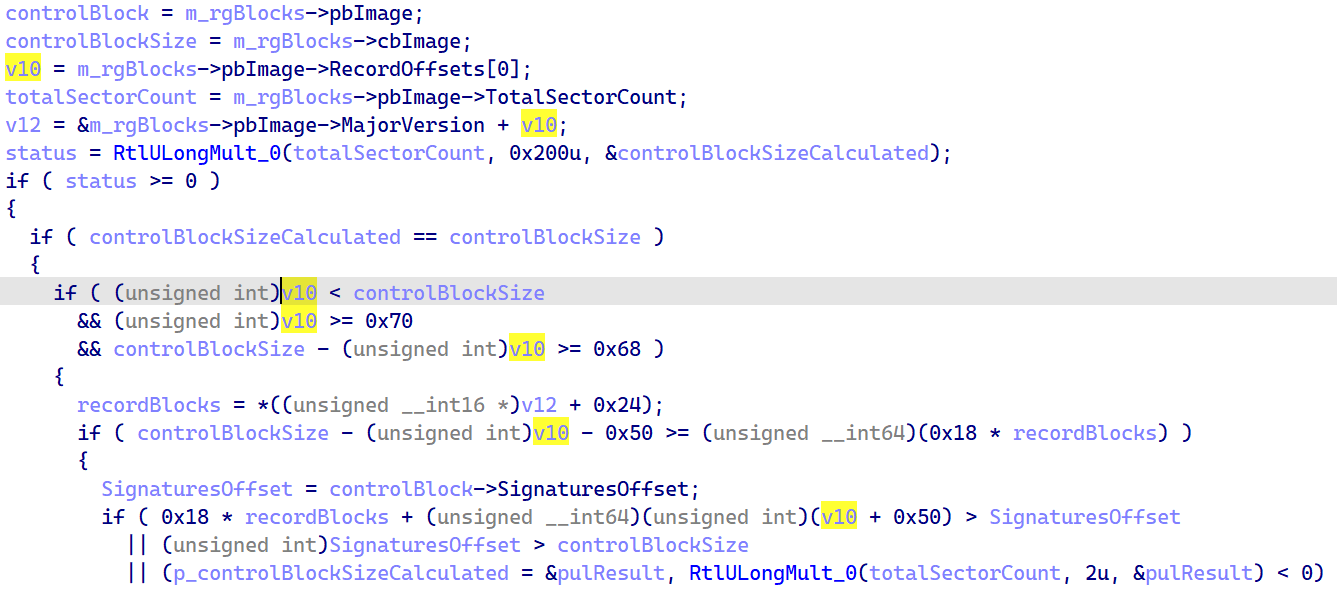 controlBlock = m_rgBlocks->pbImage;
controlBlockSize = m_rgBlocks->cbImage;
v10 = m_rgBlocks->pbImage->RecordOffsets[0];
totalSectorCount = m_rgBlocks->pbImage->TotalSectorCount;
v12 = &m_rgBlocks->pbImage->MajorVersion + v10;
status = RtlULongMult_0(totalSectorCount, 0x200u, &controlBlockSizeCalculated);
if ( status >= 0 )
{
if ( controlBlockSizeCalculated == controlBlockSize )
{
if ( (unsigned int)v10 < controlBlockSize
&& (unsigned int)v10 >= 0x70
&& controlBlockSize - (unsigned int)v10 >= 0x68 )
{
recordBlocks = *((unsigned __int16 *)v12 + 0x24);
if ( controlBlockSize - (unsigned int)v10 - 0x50 >= (unsigned __int64)(0x18 * recordBlocks) )
{
SignaturesOffset = controlBlock->SignaturesOffset;
if ( 0x18 * recordBlocks + (unsigned __int64)(unsigned int)(v10 + 0x50) > SignaturesOffset
|| (unsigned int)SignaturesOffset > controlBlockSize
|| (p_controlBlockSizeCalculated = &pulResult, RtlULongMult_0(totalSectorCount, 2u, &pulResult) < 0)